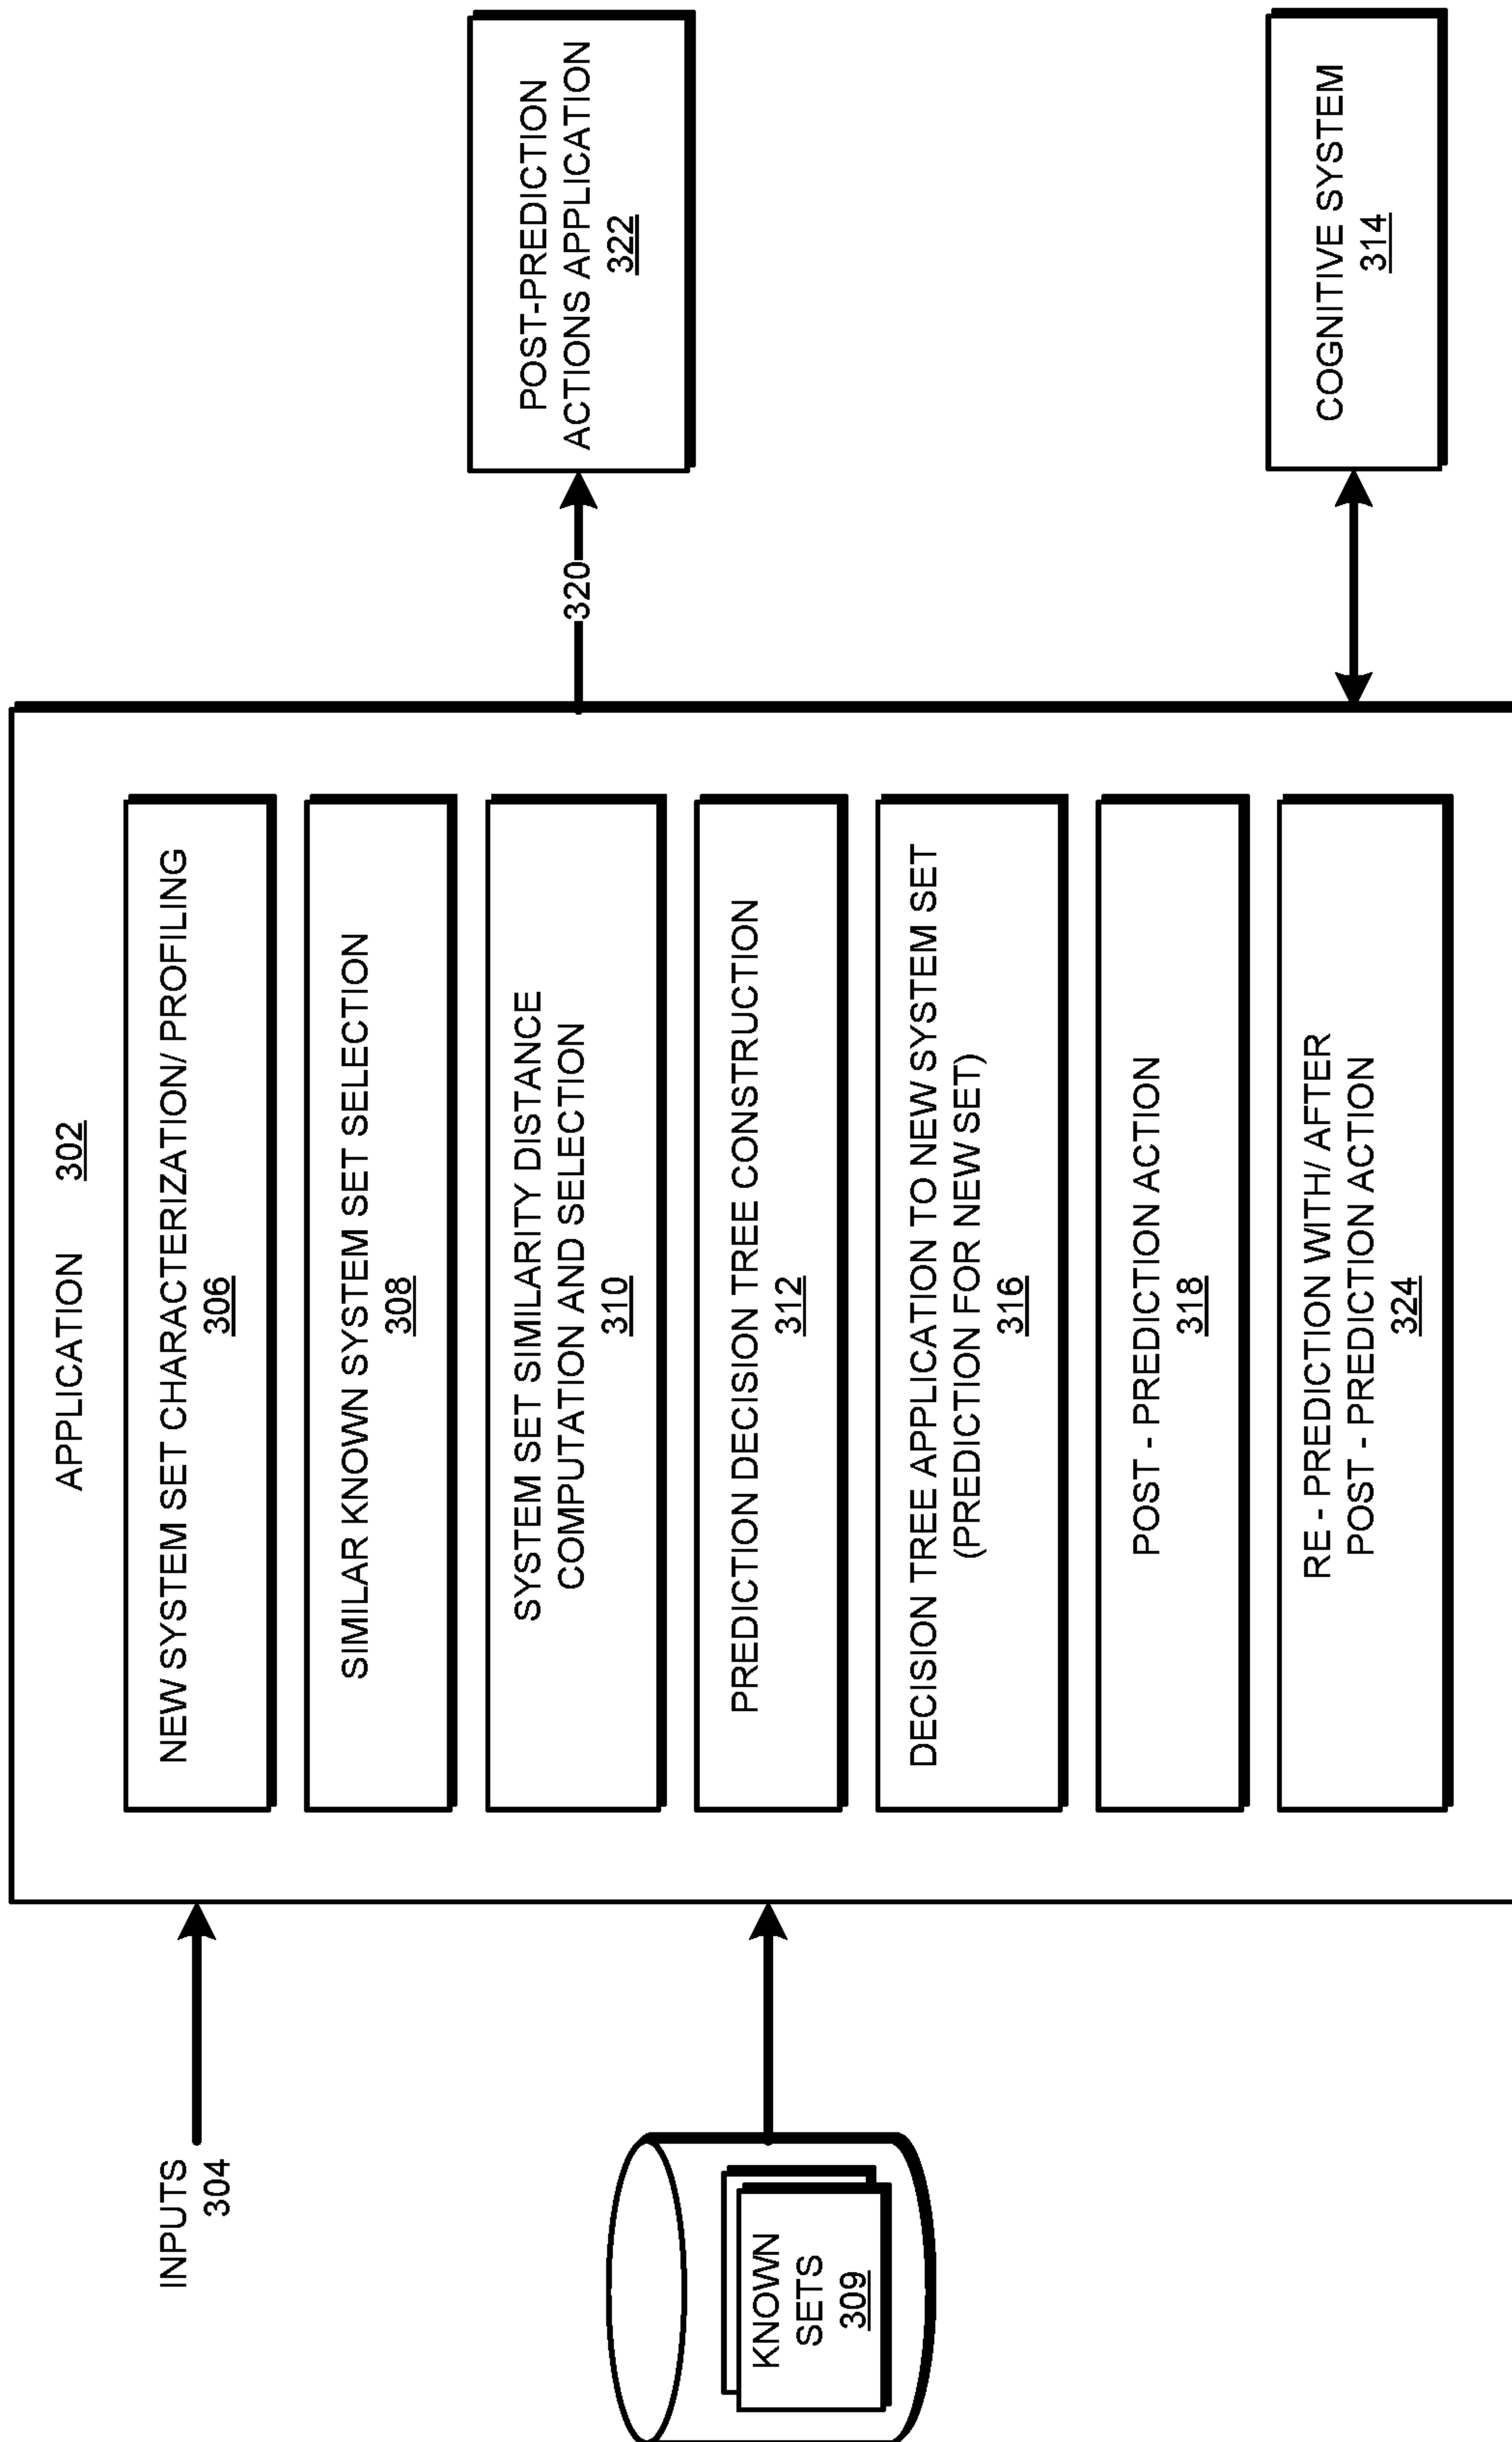 APPLICATION 302
INPUTS
304
KNOWN
SETS
309
NEW SYSTEM SET CHARACTERIZATION/ PROFILING
306
SIMILAR KNOWN SYSTEM SET SELECTION
308
SYSTEM SET SIMILARITY DISTANCE
COMPUTATION AND SELECTION
310
PREDICTION DECISION TREE CONSTRUCTION
312
DECISION TREE APPLICATION TO NEW SYSTEM SET
(PREDICTION FOR NEW SET)
316
POST - PREDICTION ACTION
318
RE - PREDICTION WITH/ AFTER
POST - PREDICTION ACTION
324
320
POST-PREDICTION
ACTIONS APPLICATION
322
COGNITIVE SYSTEM
314